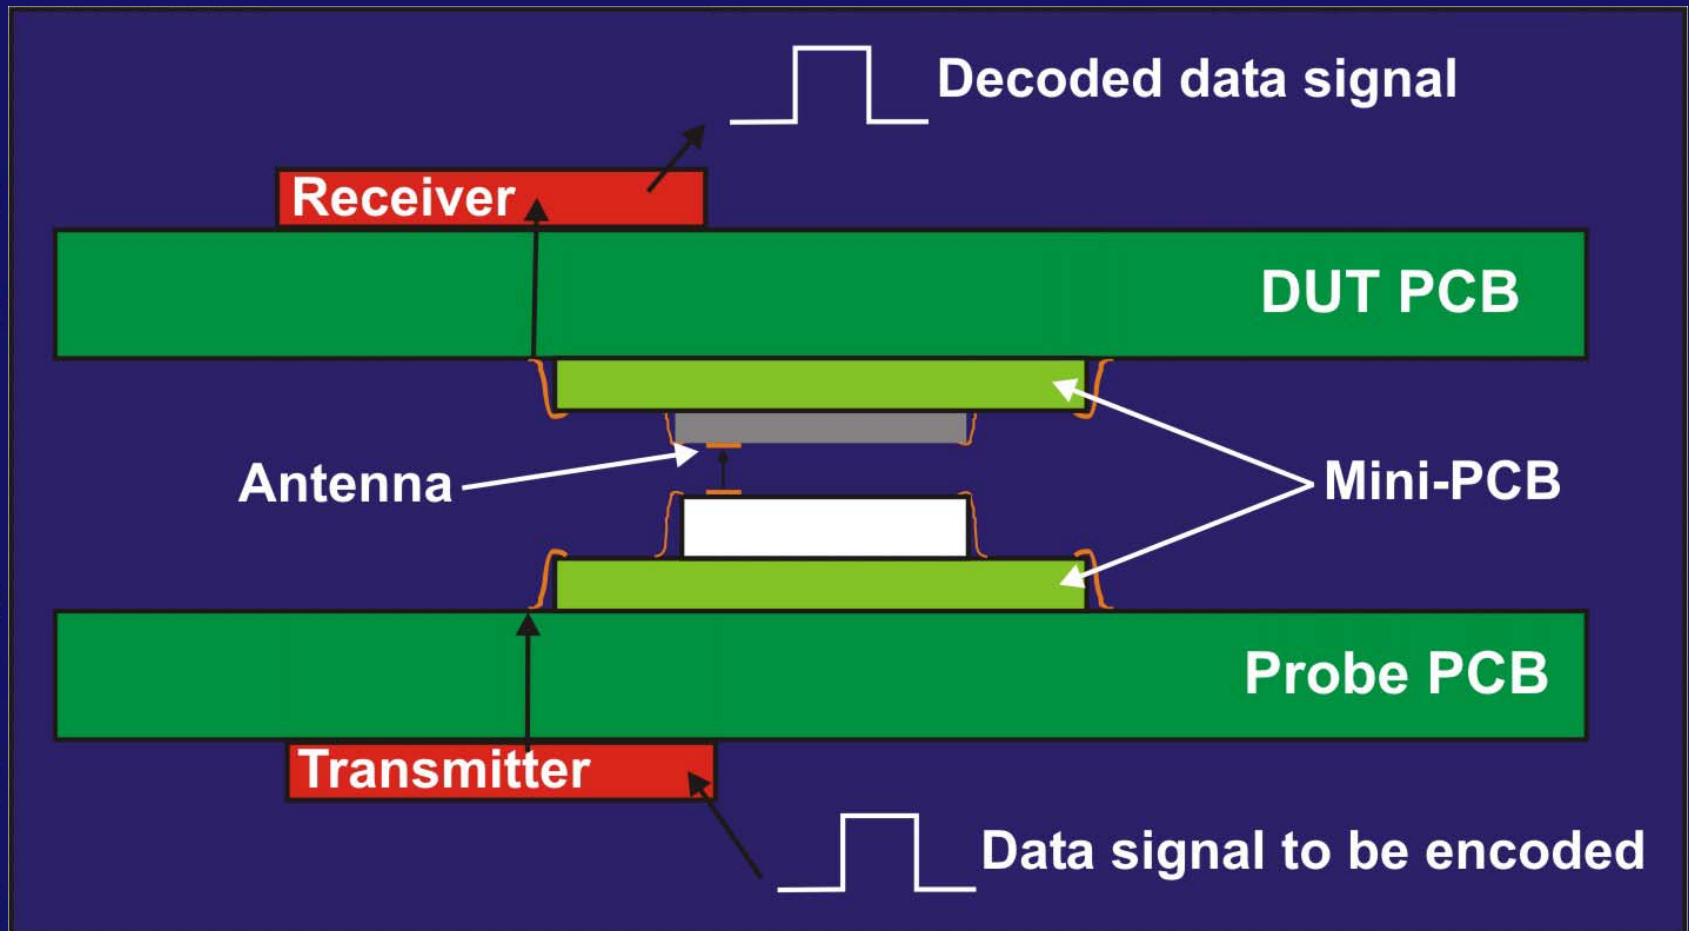 Decoded data signal
Receiver
DUT PCB
Antenna
Mini-PCB
Probe PCB
Transmitter
Data signal to be encoded